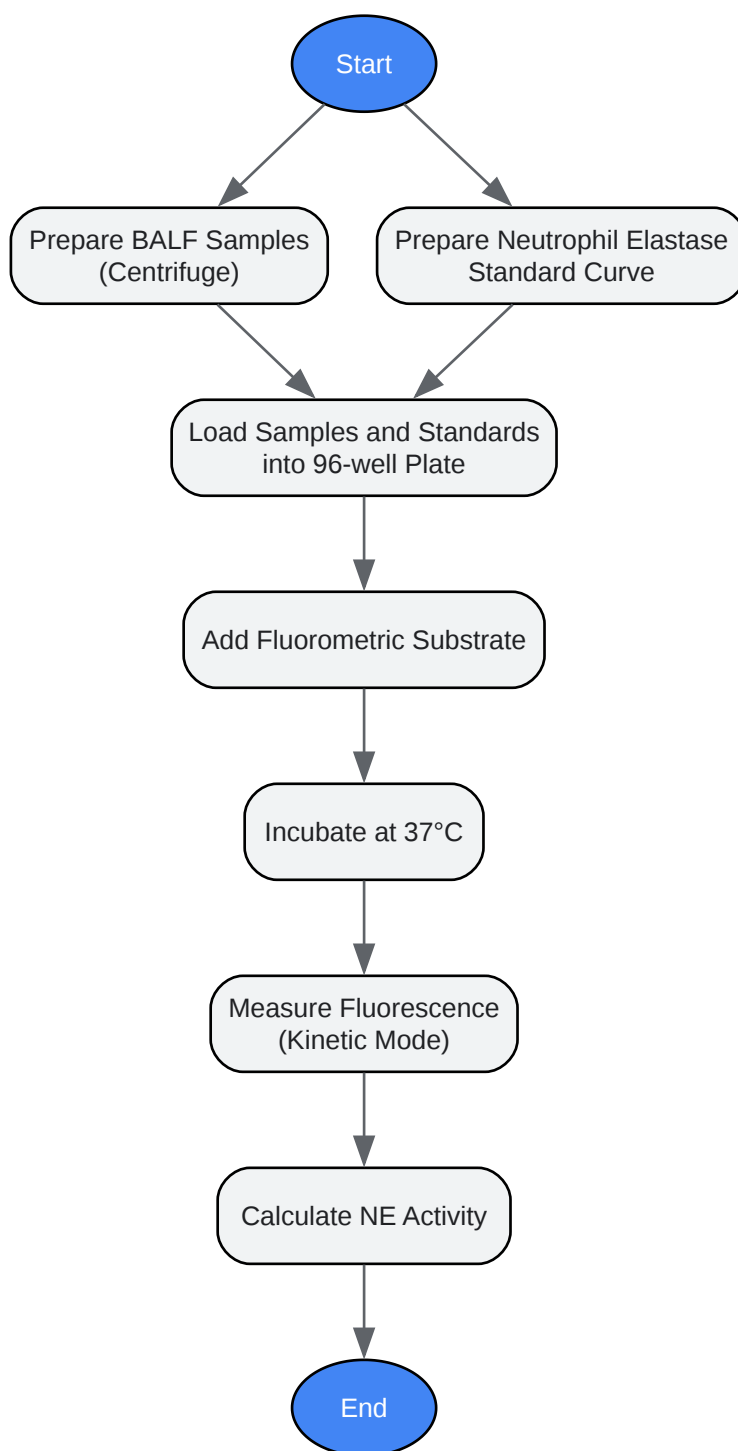 Start
Prepare BALF Samples
(Centrifuge)
Prepare Neutrophil Elastase
Standard Curve
Load Samples and Standards
into 96-well Plate
Add Fluorometric Substrate
Incubate at 37°C
Measure Fluorescence
(Kinetic Mode)
Calculate NE Activity
End